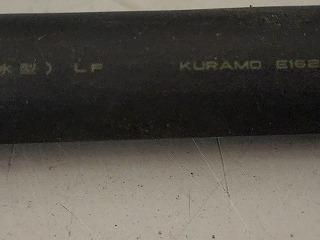 水型) LF KURAMO E162